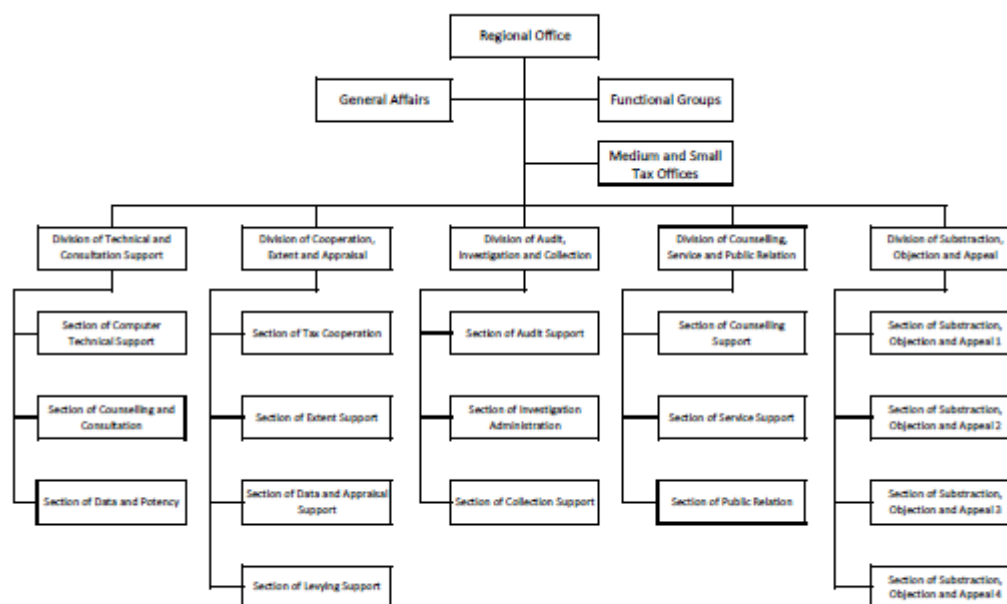 Regional Office
General Affairs
Functional Groups
Medium and Small
Tax Offices
Division of Technical and
Consultation Support
Division of Cooperation,
Extent and Appraisal
Division of Audit,
Investigation and Collection
Division of Counselling,
Service and Public Relation
Division of Substraction,
Objection and Appeal
Section of Computer
Technical Support
Section of Tax Cooperation
Section of Audit Support
Section of Counselling
Support
Section of Substraction,
Objection and Appeal 1
Section of Counselling and
Consultation
Section of Extent Support
Section of Investigation
Administration
Section of Service Support
Section of Substraction,
Objection and Appeal 2
Section of Data and Potency
Section of Data and Appraisal
Support
Section of Collection Support
Section of Public Relation
Section of Substraction,
Objection and Appeal 3
Section of Levying Support
Section of Substraction,
Objection and Appeal 4